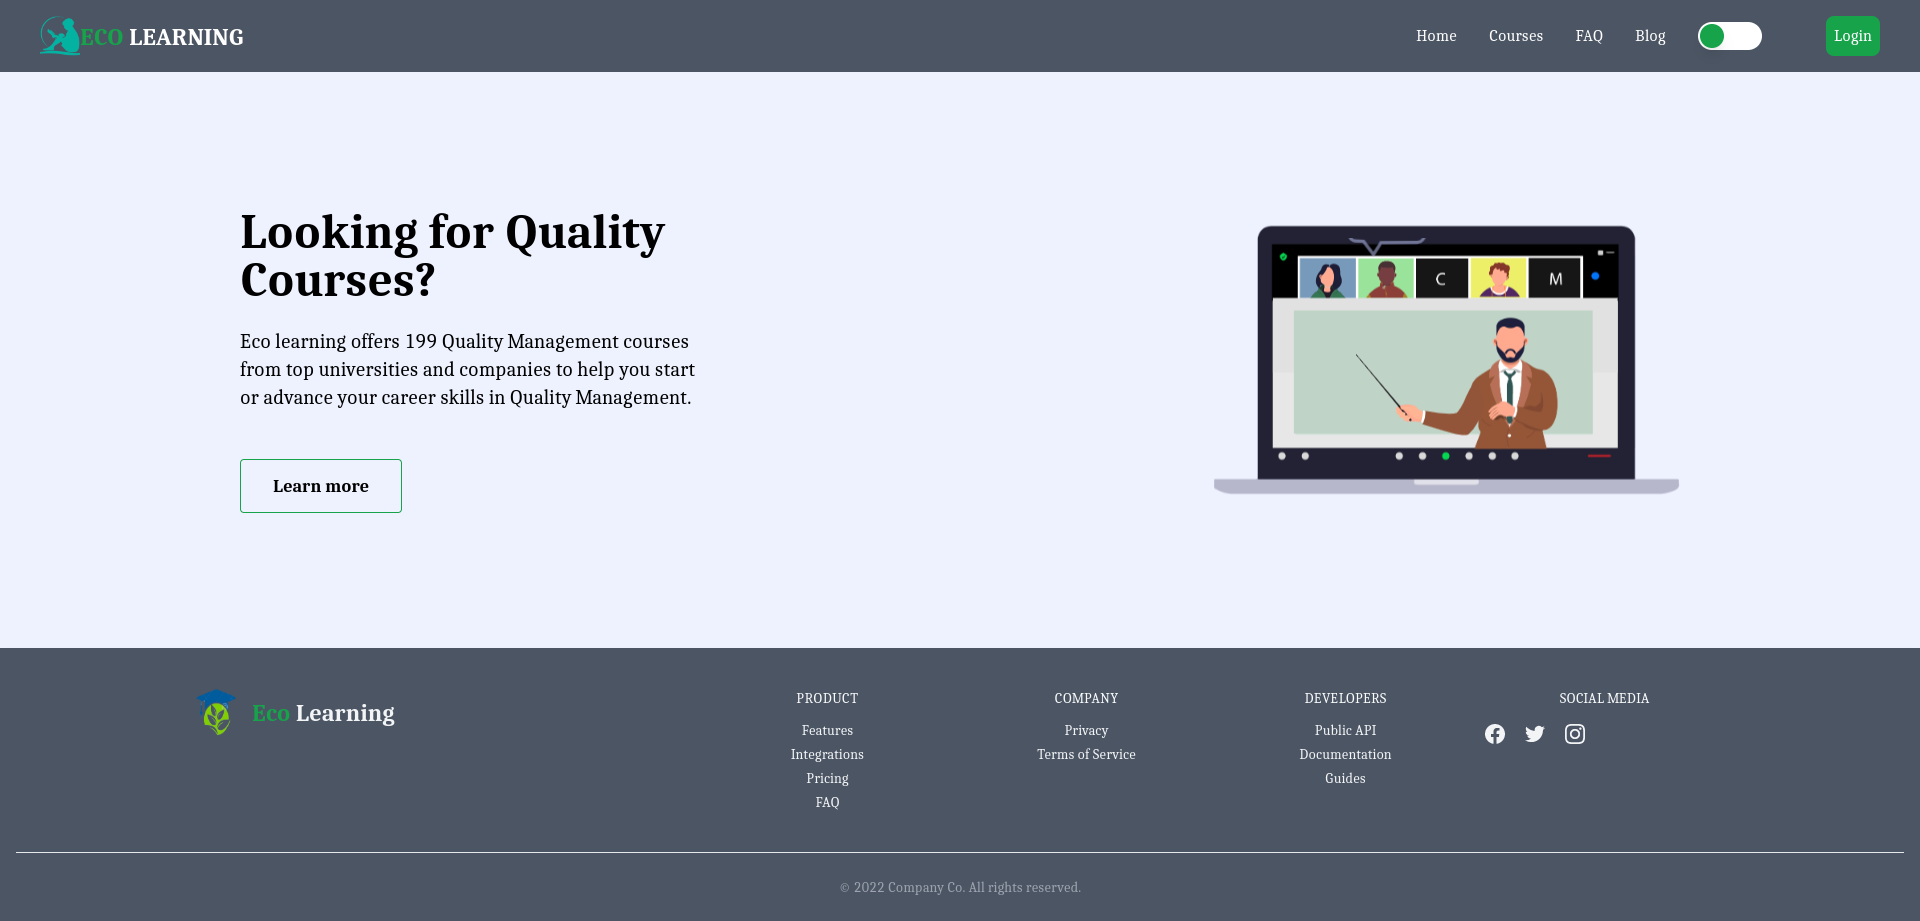 ECO LEARNING
Home Courses FAQ Blog Login
Looking for Quality
Courses?
Eco learning offers 199 Quality Management courses
from top universities and companies to help you start
or advance your career skills in Quality Management.
Learn more
C M
Eco Learning
PRODUCT
Features
Integrations
Pricing
FAQ
COMPANY
Privacy
Terms of Service
DEVELOPERS
Public API
Documentation
Guides
SOCIAL MEDIA
© 2022 Company Co. All rights reserved.